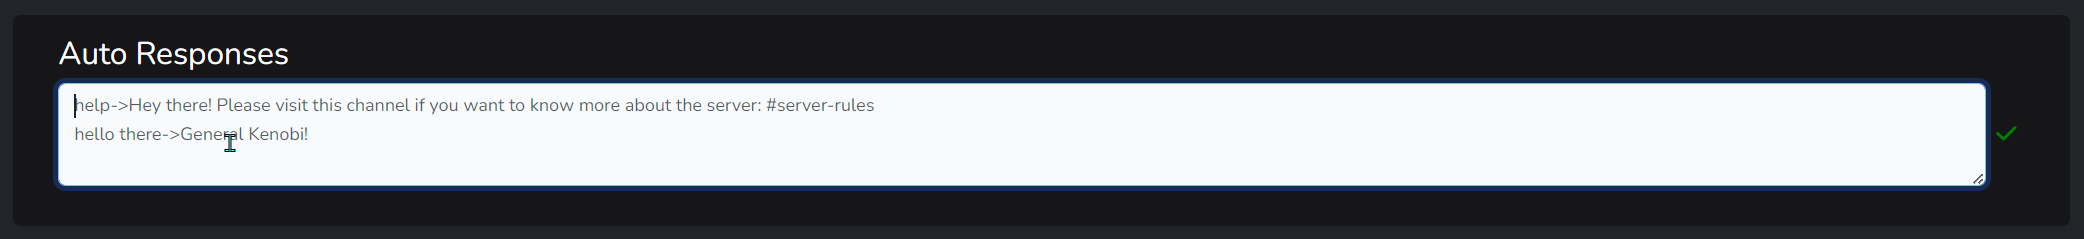 Auto Responses
help->Hey there! Please visit this channel if you want to know more about the server: #server-rules
hello there->General Kenobi!